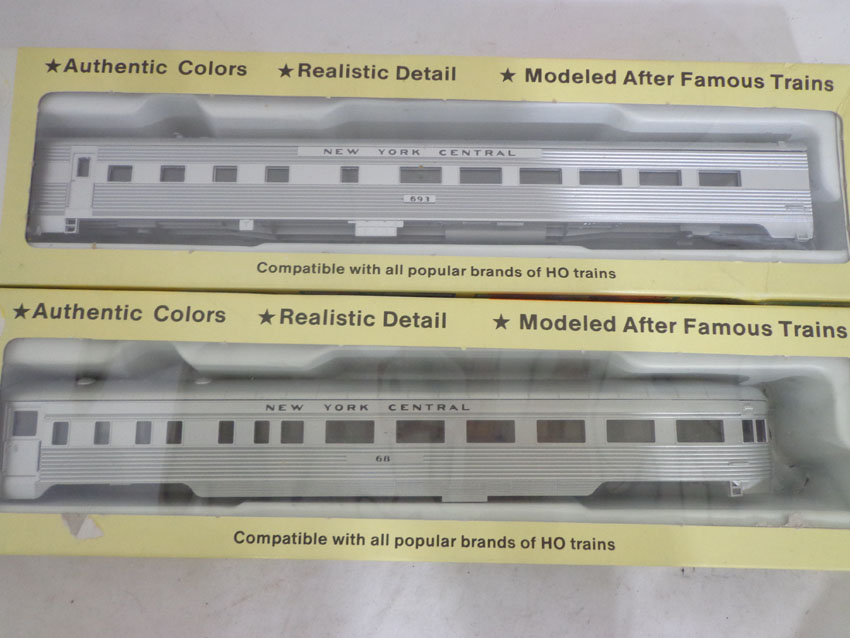 ★Authentic Colors ★Realistic Detail ★ Modeled After Famous Trains
NEW YORK CENTRAL
691
Compatible with all popular brands of HO trains
★Authentic Colors ★Realistic Detail ★ Modeled After Famous Trains
NEW YORK CENTRAL
68
Compatible with all popular brands of HO trains